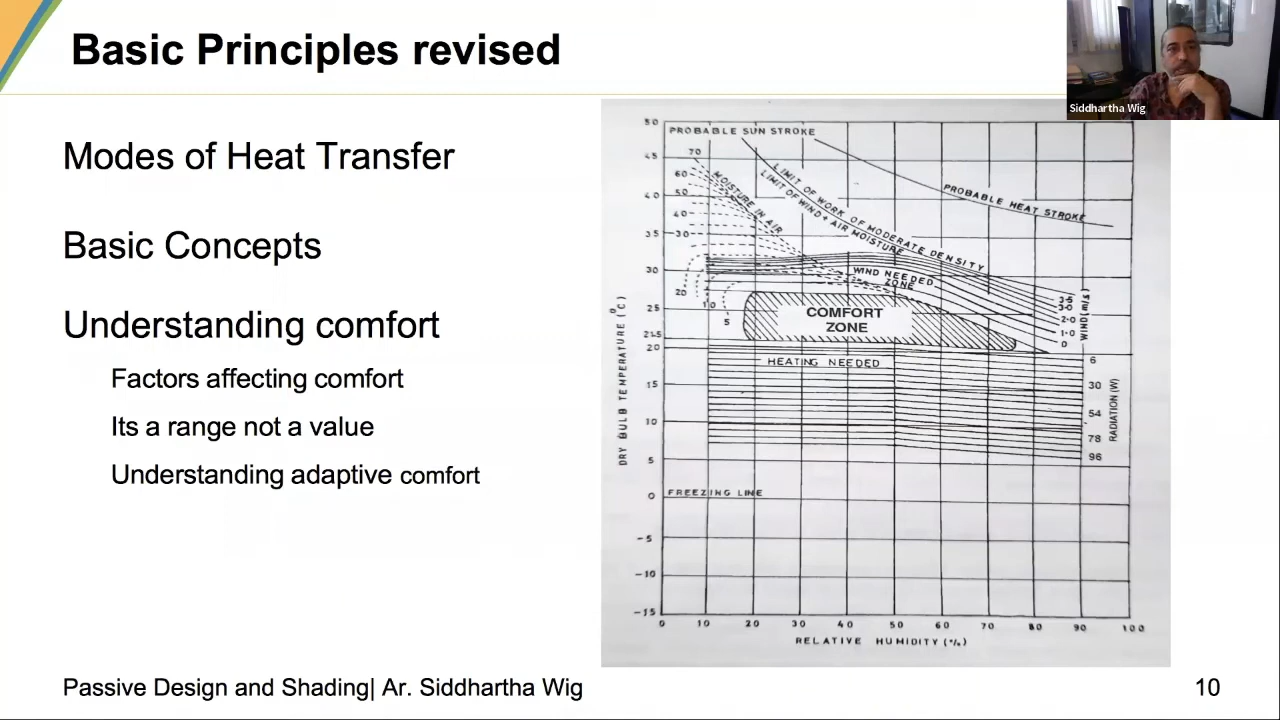 Basic Principles revised
Siddhartha Wig
Modes of Heat Transfer
Basic Concepts
Understanding comfort
Factors affecting comfort
Its a range not a value
Understanding adaptive comfort
50
PROBABLE SUN STROKE
45
70
60
40
50
40
35
30
30
20
10
5
MOISTURE IN AIR
LIMIT OF WORK OF MODERATE DENSITY
LIMIT OF WIND + AIR MOISTURE
PROBABLE HEAT STROKE
WIND NEEDED
ZONE
25
COMFORT
ZONE
3.5
3.0
2.0
1.0
0
WIND (m/s)
21.5
20
HEATING NEEDED
6
15
30
10
54
78
5
96
RADIATION (W)
DRY BULB TEMPERATURE (°C)
0
FREEZING LINE
-5
-10
-15
0 10 20 30 40 50 60 70 80 90 100
RELATIVE HUMIDITY (%)
Passive Design and Shading| Ar. Siddhartha Wig
10